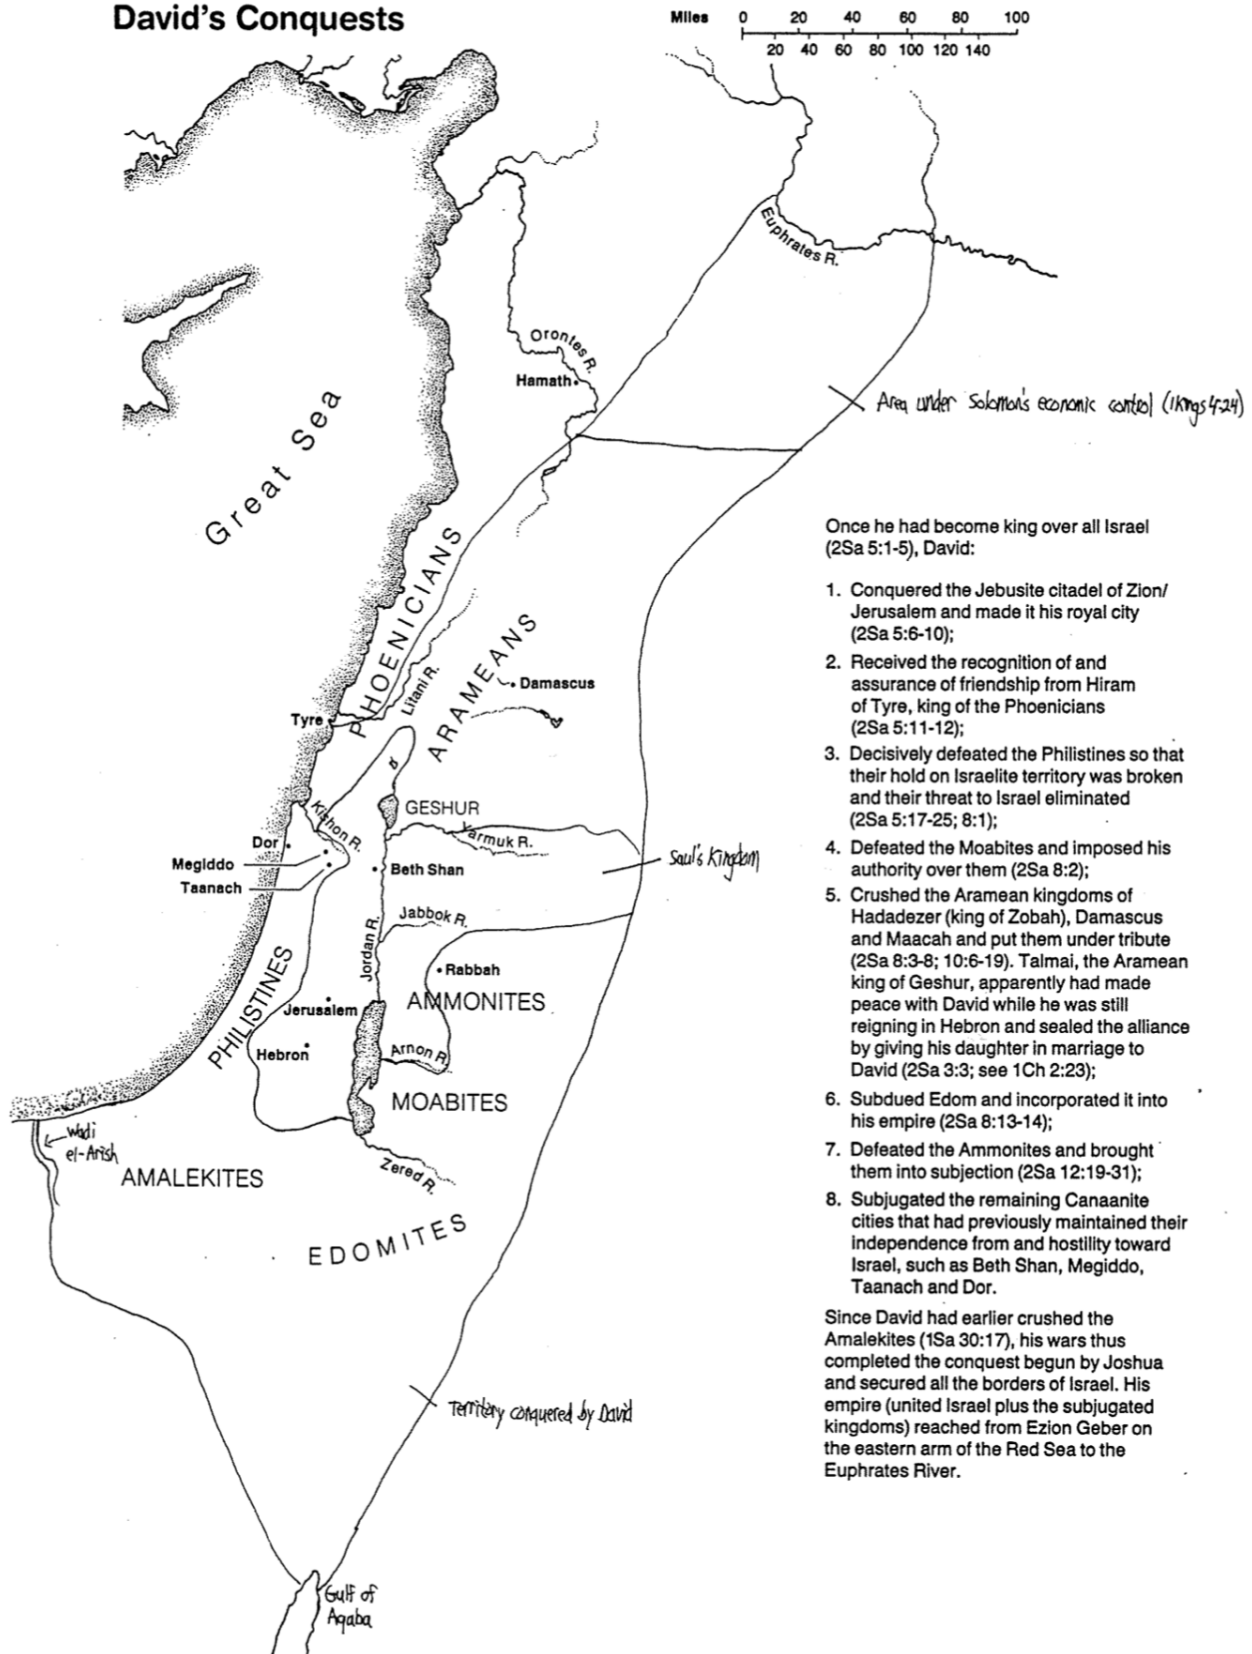 David's Conquests
Miles 0 20 40 60 80 100
20 40 60 80 100 120 140
Euphrates R.
Orontes R.
Hamath
Area under Solomon's economic control (1Kings 4:24)
Great Sea
PHOENICIANS
Litani R.
ARAMEANS
Damascus
Tyre
GESHUR
Kishon R.
Yarmuk R.
Dor
Megiddo
Beth Shan
Saul's Kingdom
Taanach
Jabbok R.
Jordan R.
Rabbah
PHILISTINES
Jerusalem
AMMONITES
Hebron
Arnon R.
MOABITES
Wadi
el-Arish
AMALEKITES
Zered R.
EDOMITES
Territory conquered by David
Gulf of
Aqaba
Once he had become king over all Israel
(2Sa 5:1-5), David:
1. Conquered the Jebusite citadel of Zion/
Jerusalem and made it his royal city
(2Sa 5:6-10);
2. Received the recognition of and
assurance of friendship from Hiram
of Tyre, king of the Phoenicians
(2Sa 5:11-12);
3. Decisively defeated the Philistines so that
their hold on Israelite territory was broken
and their threat to Israel eliminated
(2Sa 5:17-25; 8:1);
4. Defeated the Moabites and imposed his
authority over them (2Sa 8:2);
5. Crushed the Aramean kingdoms of
Hadadezer (king of Zobah), Damascus
and Maacah and put them under tribute
(2Sa 8:3-8; 10:6-19). Talmai, the Aramean
king of Geshur, apparently had made
peace with David while he was still
reigning in Hebron and sealed the alliance
by giving his daughter in marriage to
David (2Sa 3:3; see 1Ch 2:23);
6. Subdued Edom and incorporated it into
his empire (2Sa 8:13-14);
7. Defeated the Ammonites and brought
them into subjection (2Sa 12:19-31);
8. Subjugated the remaining Canaanite
cities that had previously maintained their
independence from and hostility toward
Israel, such as Beth Shan, Megiddo,
Taanach and Dor.
Since David had earlier crushed the
Amalekites (1Sa 30:17), his wars thus
completed the conquest begun by Joshua
and secured all the borders of Israel. His
empire (united Israel plus the subjugated
kingdoms) reached from Ezion Geber on
the eastern arm of the Red Sea to the
Euphrates River.